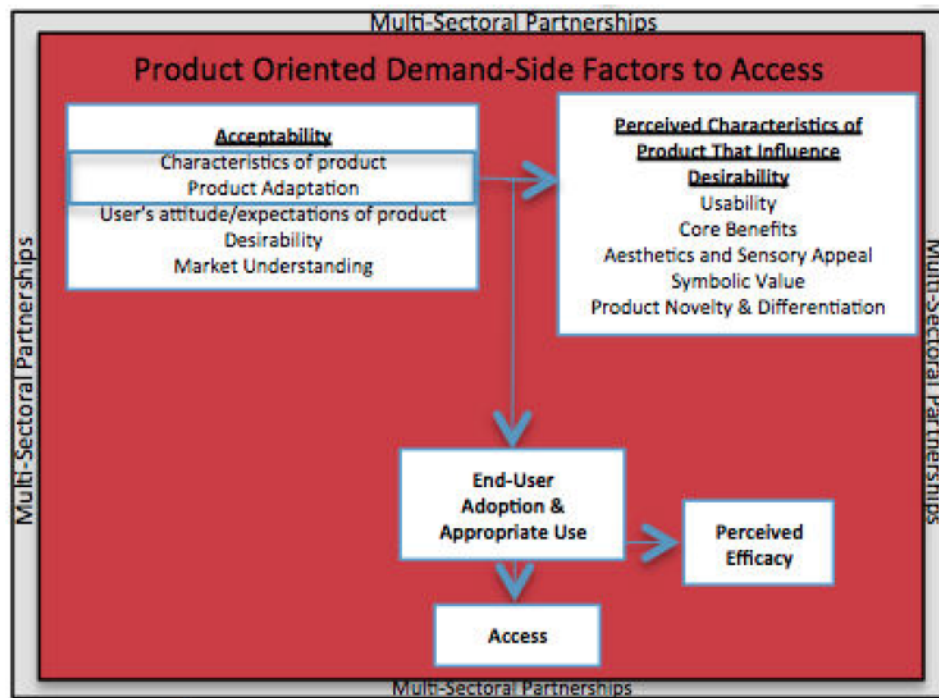 Multi-Sectoral Partnerships
Product Oriented Demand-Side Factors to Access
Acceptability
Characteristics of product
Product Adaptation
User's attitude/expectations of product
Desirability
Market Understanding
Perceived Characteristics of
Product That Influence
Desirability
Usability
Core Benefits
Aesthetics and Sensory Appeal
Symbolic Value
Product Novelty & Differentiation
Multi-Sectoral Partnerships
Multi-Sectoral Partnerships
End-User
Adoption &
Appropriate Use
Perceived
Efficacy
Access
Multi-Sectoral Partnerships